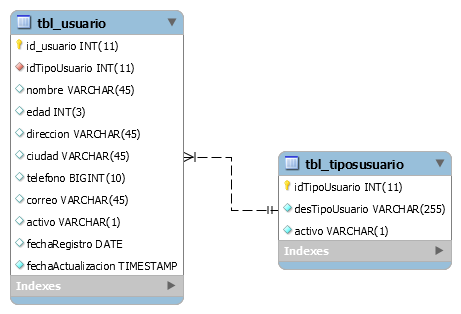 tbl_usuario
id_usuario INT(11)
idTipoUsuario INT(11)
nombre VARCHAR(45)
edad INT(3)
direccion VARCHAR(45)
ciudad VARCHAR(45)
telefono BIGINT(10)
correo VARCHAR(45)
activo VARCHAR(1)
fechaRegistro DATE
fechaActualizacion TIMESTAMP
Indexes
tbl_tiposusuario
idTipoUsuario INT(11)
desTipoUsuario VARCHAR(255)
activo VARCHAR(1)
Indexes